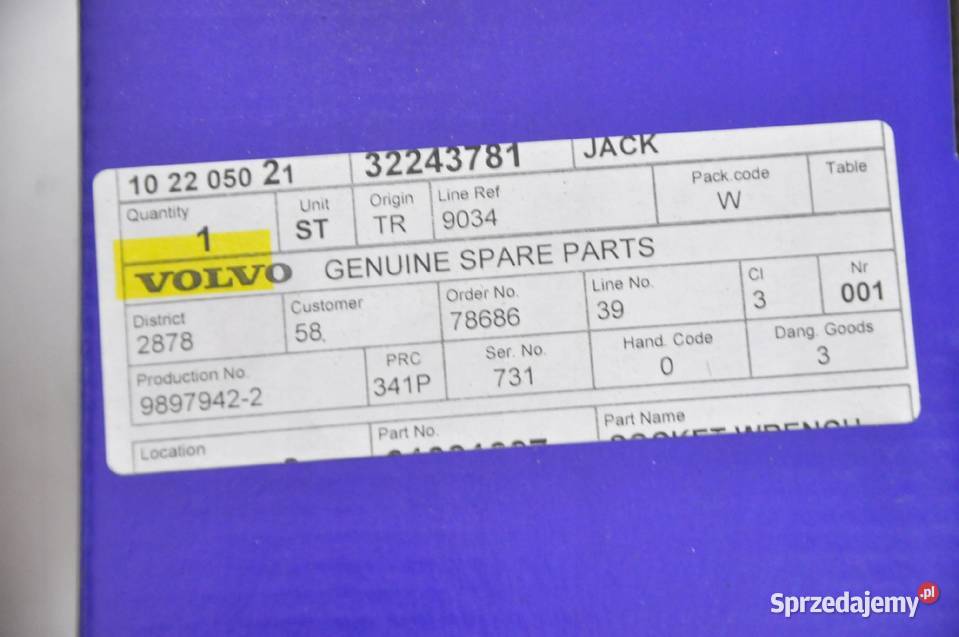 10 22 050 21 32243781 JACK
Quantity Unit Origin Line Ref Pack code Table
1 ST TR 9034 W
VOLVO GENUINE SPARE PARTS
District Customer Order No. Line No. CI Nr
2878 58, 78686 39 3 001
Production No. PRC Ser. No. Hand. Code Dang. Goods
9897942-2 341P 731 0 3
Location Part No. Part Name
SOCKET WRENCH
Sprzedajemy.pl